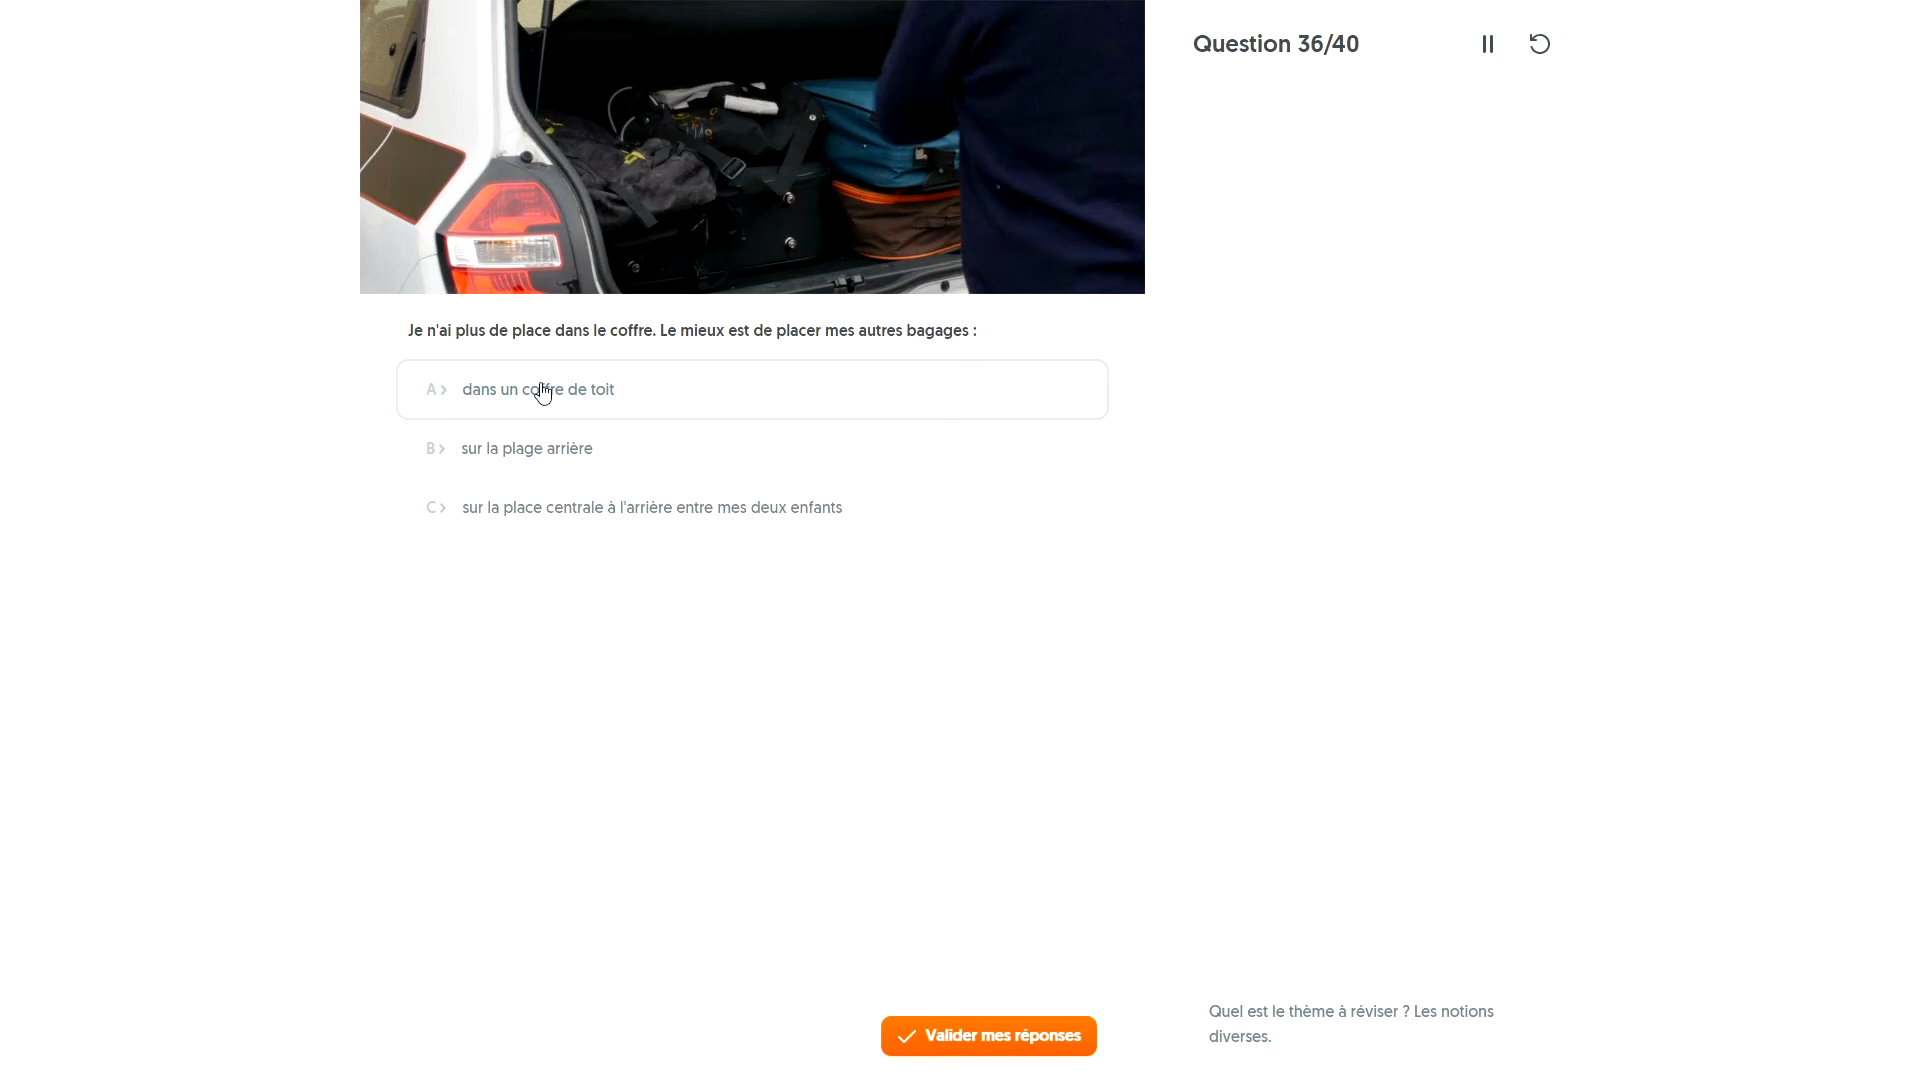 Question 36/40
Je n'ai plus de place dans le coffre. Le mieux est de placer mes autres bagages :
A > dans un coffre de toit
B > sur la plage arrière
C > sur la place centrale à l'arrière entre mes deux enfants
Valider mes réponses
Quel est le thème à réviser ? Les notions
diverses.